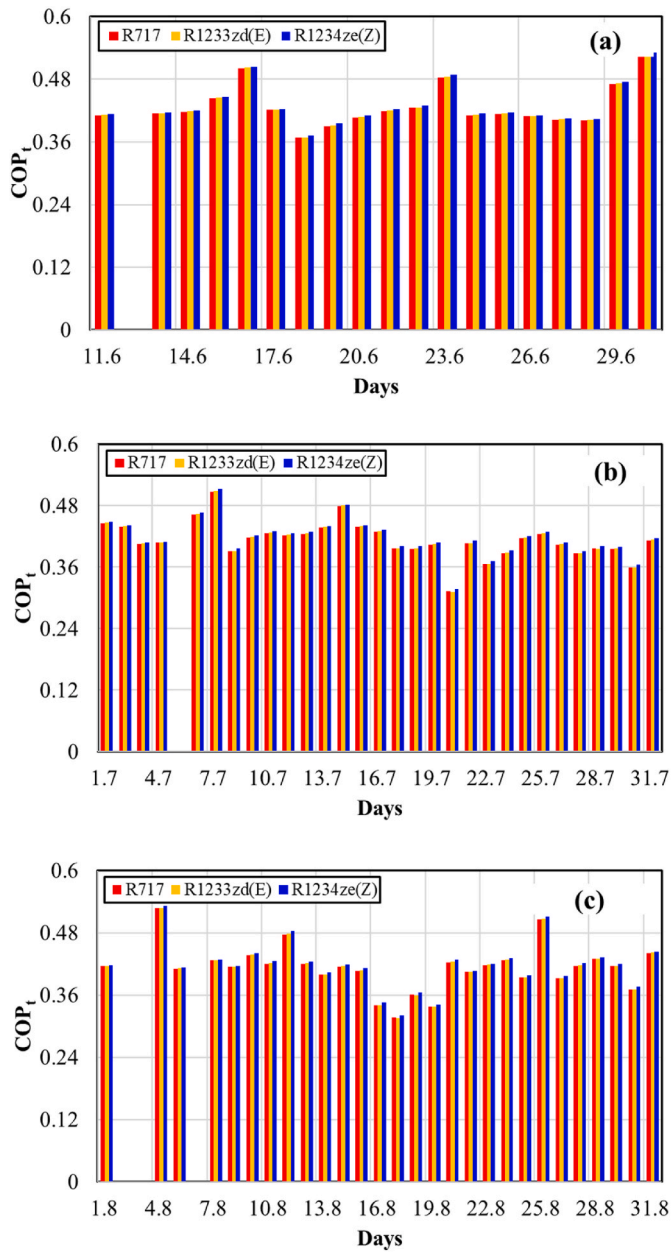 0.6
R717 R1233zd(E) R1234ze(Z)
(a)
0.48
0.36
COPt
0.24
0.12
0
11.6 14.6 17.6 20.6 23.6 26.6 29.6
Days
0.6
R717 R1233zd(E) R1234ze(Z)
(b)
0.48
0.36
COPt
0.24
0.12
0
1.7 4.7 7.7 10.7 13.7 16.7 19.7 22.7 25.7 28.7 31.7
Days
0.6
R717 R1233zd(E) R1234ze(Z)
(c)
0.48
0.36
COPt
0.24
0.12
0
1.8 4.8 7.8 10.8 13.8 16.8 19.8 22.8 25.8 28.8 31.8
Days